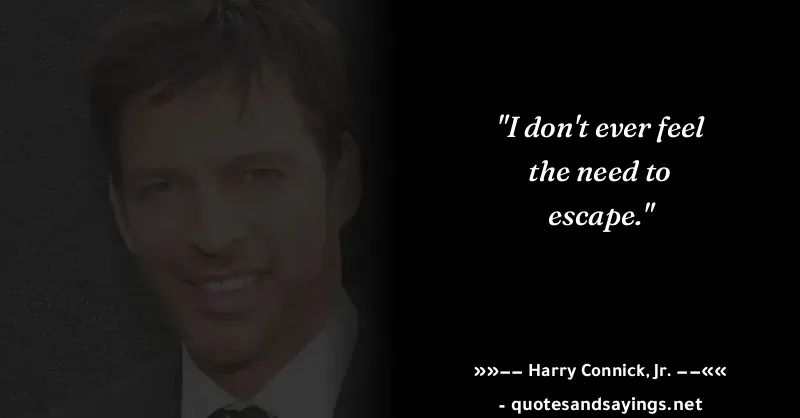 "I don't ever feel
the need to
escape."
»»−− Harry Connick, Jr. −−««
- quotesandsayings.net